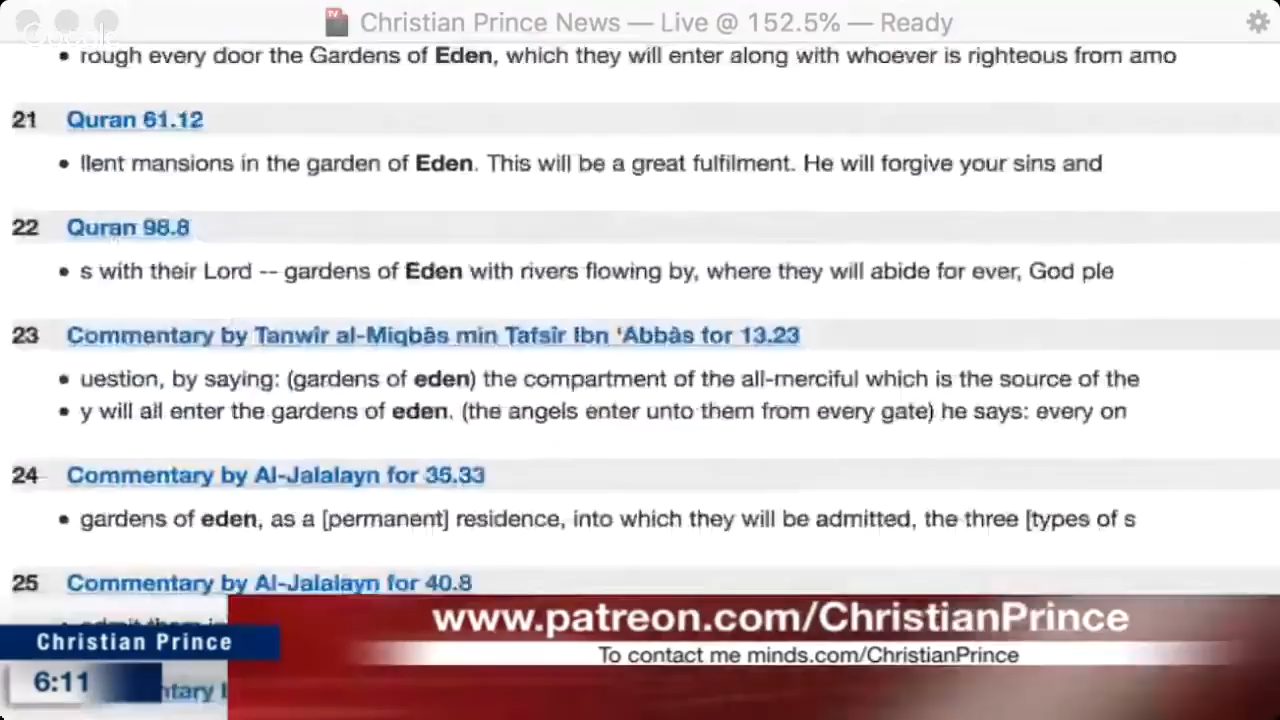 Christian Prince News — Live @ 152.5% — Ready
Google
• rough every door the Gardens of Eden, which they will enter along with whoever is righteous from amo
21 Quran 61.12
• llent mansions in the garden of Eden. This will be a great fulfilment. He will forgive your sins and
22 Quran 98.8
• s with their Lord -- gardens of Eden with rivers flowing by, where they will abide for ever, God ple
23 Commentary by Tanwîr al-Miqbâs min Tafsîr Ibn ‘Abbâs for 13.23
• uestion, by saying: (gardens of eden) the compartment of the all-merciful which is the source of the
• y will all enter the gardens of eden. (the angels enter unto them from every gate) he says: every on
24 Commentary by Al-Jalalayn for 35.33
• gardens of eden, as a [permanent] residence, into which they will be admitted, the three [types of s
25 Commentary by Al-Jalalayn for 40.8
www.patreon.com/ChristianPrince
Christian Prince
To contact me minds.com/ChristianPrince
6:11
ntary